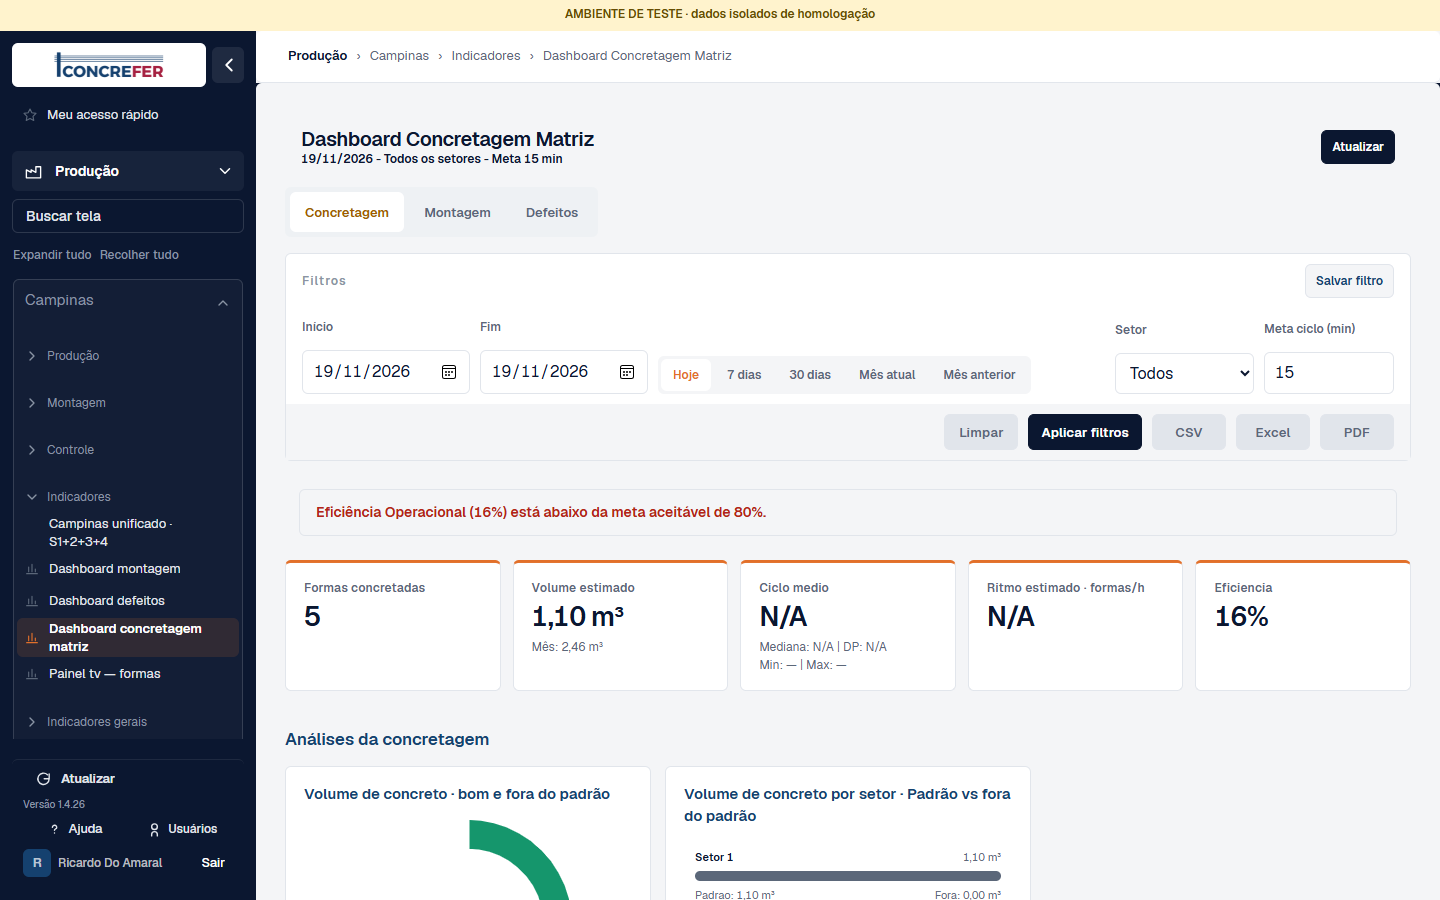 AMBIENTE DE TESTE · dados isolados de homologação
CONCREFER
Meu acesso rápido
Produção
Buscar tela
Expandir tudo Recolher tudo
Campinas
Produção
Montagem
Controle
Indicadores
Campinas unificado ·
S1+2+3+4
Dashboard montagem
Dashboard defeitos
Dashboard concretagem
matriz
Painel tv — formas
Indicadores gerais
Atualizar
Versão 1.4.26
? Ajuda
Usuários
R Ricardo Do Amaral
Sair
Produção › Campinas › Indicadores › Dashboard Concretagem Matriz
Dashboard Concretagem Matriz
19/11/2026 - Todos os setores - Meta 15 min
Atualizar
Concretagem Montagem Defeitos
Filtros
Salvar filtro
Início
Fim
Setor
Meta ciclo (min)
19/11/2026
19/11/2026
Hoje 7 dias 30 dias Mês atual Mês anterior
Todos
15
Limpar Aplicar filtros CSV Excel PDF
Eficiência Operacional (16%) está abaixo da meta aceitável de 80%.
Formas concretadas
5
Volume estimado
1,10 m³
Mês: 2,46 m³
Ciclo medio
N/A
Mediana: N/A | DP: N/A
Min: — | Max: —
Ritmo estimado · formas/h
N/A
Eficiencia
16%
Análises da concretagem
Volume de concreto · bom e fora do padrão
Volume de concreto por setor · Padrão vs fora
do padrão
Setor 1 1,10 m³
Padrao: 1,10 m³ Fora: 0,00 m³